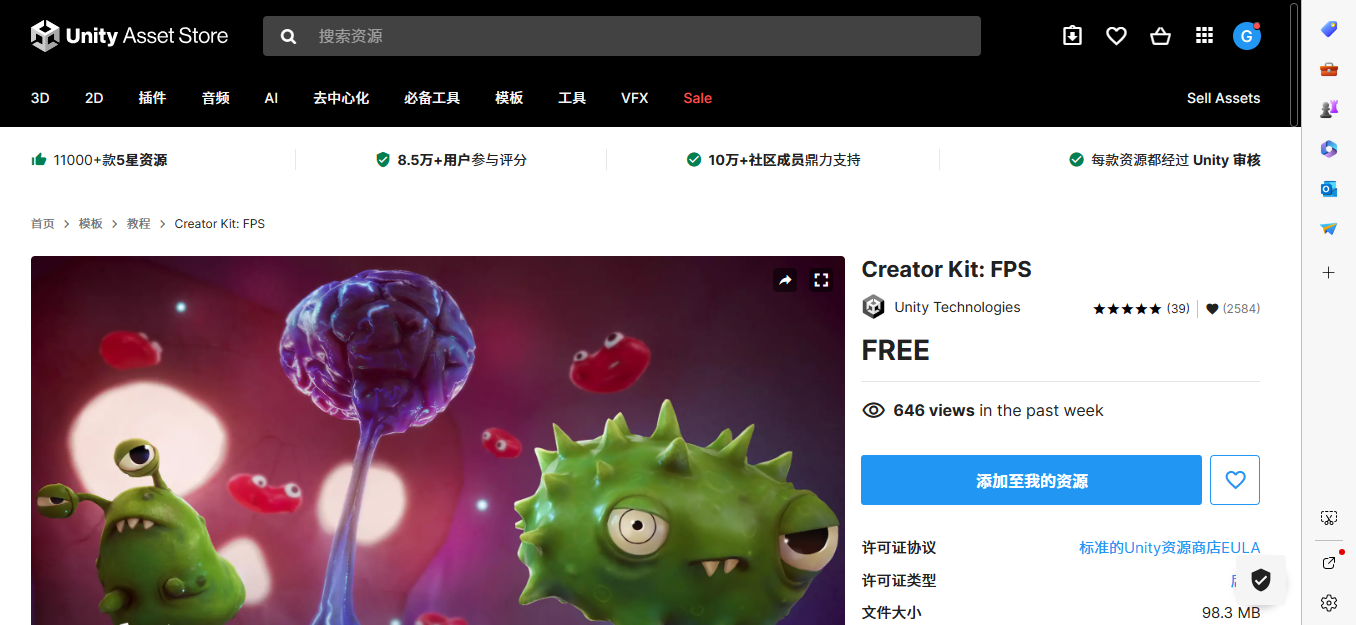 Unity Asset Store
搜索资源
G
3D 2D 插件 音频 AI 去中心化 必备工具 模板 工具 VFX Sale Sell Assets
11000+款5星资源 8.5万+用户参与评分 10万+社区成员鼎力支持 每款资源都经过 Unity 审核
首页 > 模板 > 教程 > Creator Kit: FPS
Creator Kit: FPS
Unity Technologies ★★★★★ (39) (2584)
FREE
646 views in the past week
添加至我的资源
许可证协议 标准的Unity资源商店EULA
许可证类型
文件大小 98.3 MB